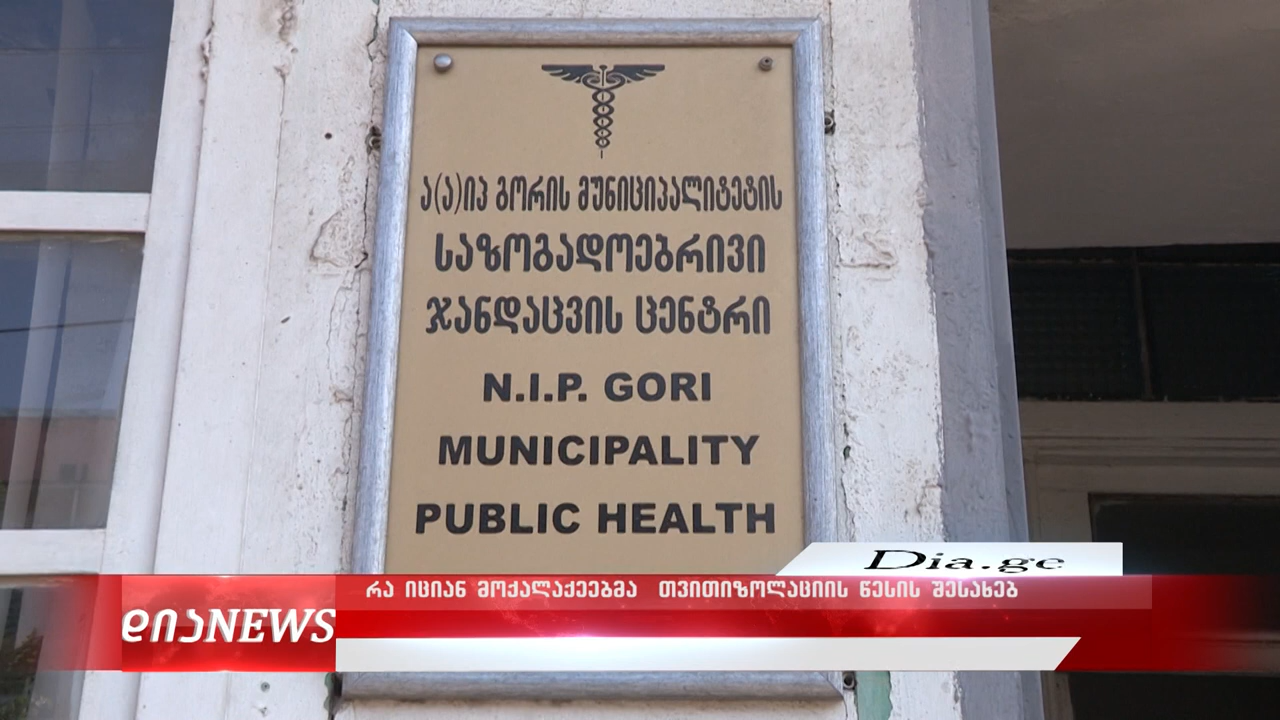 ა(ა)იპ გორის მუნიციპალიტეტის
საზოგადოებრივი
ჯანდაცვის ცენტრი
N.I.P. GORI
MUNICIPALITY
PUBLIC HEALTH
Dia.ge
რა იციან მოქალაქეებმა თვითიზოლაციის წესის შესახებ
დიაNEWS